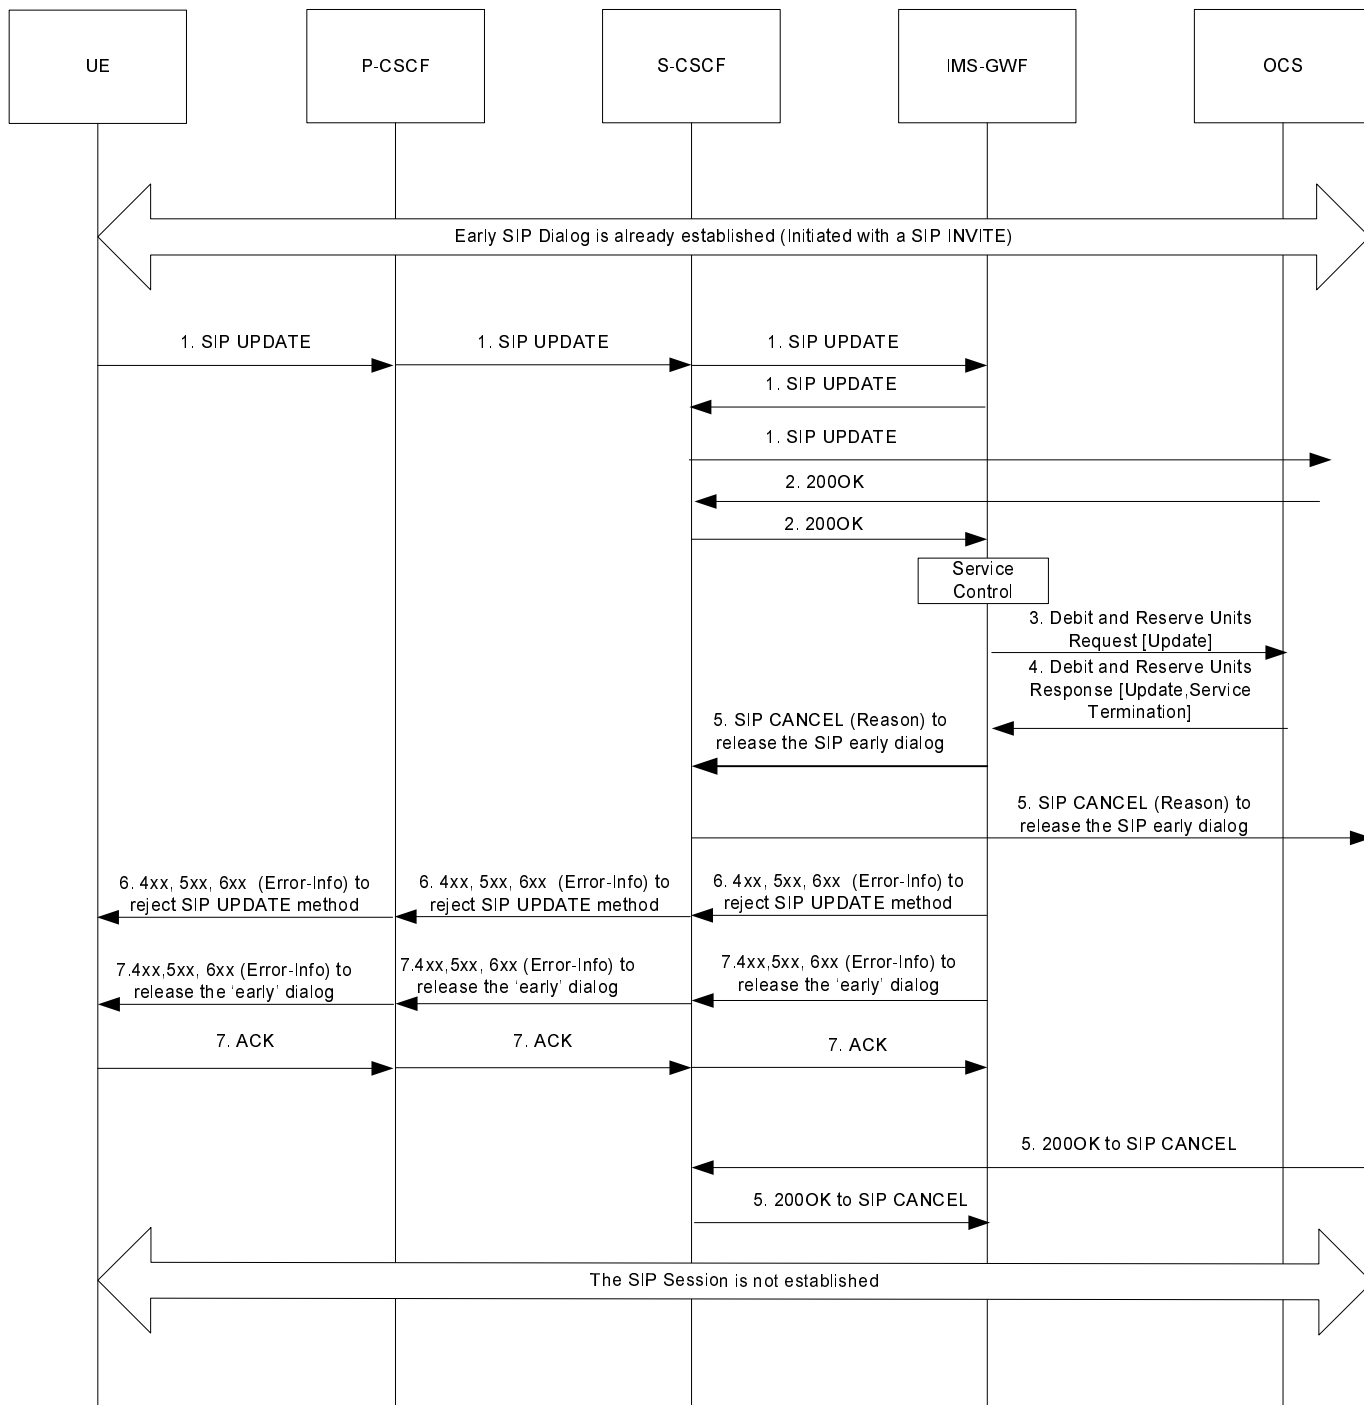 UE
P-CSCF
S-CSCF
IMS-GWF
OCS
Early SIP Dialog is already established (Initiated with a SIP INVITE)
1. SIP UPDATE
1. SIP UPDATE
1. SIP UPDATE
1. SIP UPDATE
1. SIP UPDATE
2. 200OK
2. 200OK
Service
Control
3. Debit and Reserve Units
Request [Update]
4. Debit and Reserve Units
Response [Update,Service
Termination]
5. SIP CANCEL (Reason) to
release the SIP early dialog
5. SIP CANCEL (Reason) to
release the SIP early dialog
6. 4xx, 5xx, 6xx (Error-Info) to
reject SIP UPDATE method
6. 4xx, 5xx, 6xx (Error-Info) to
reject SIP UPDATE method
6. 4xx, 5xx, 6xx (Error-Info) to
reject SIP UPDATE method
7.4xx,5xx, 6xx (Error-Info) to
release the ‘early’ dialog
7.4xx,5xx, 6xx (Error-Info) to
release the ‘early’ dialog
7.4xx,5xx, 6xx (Error-Info) to
release the ‘early’ dialog
7. ACK
7. ACK
7. ACK
5. 200OK to SIP CANCEL
5. 200OK to SIP CANCEL
The SIP Session is not established